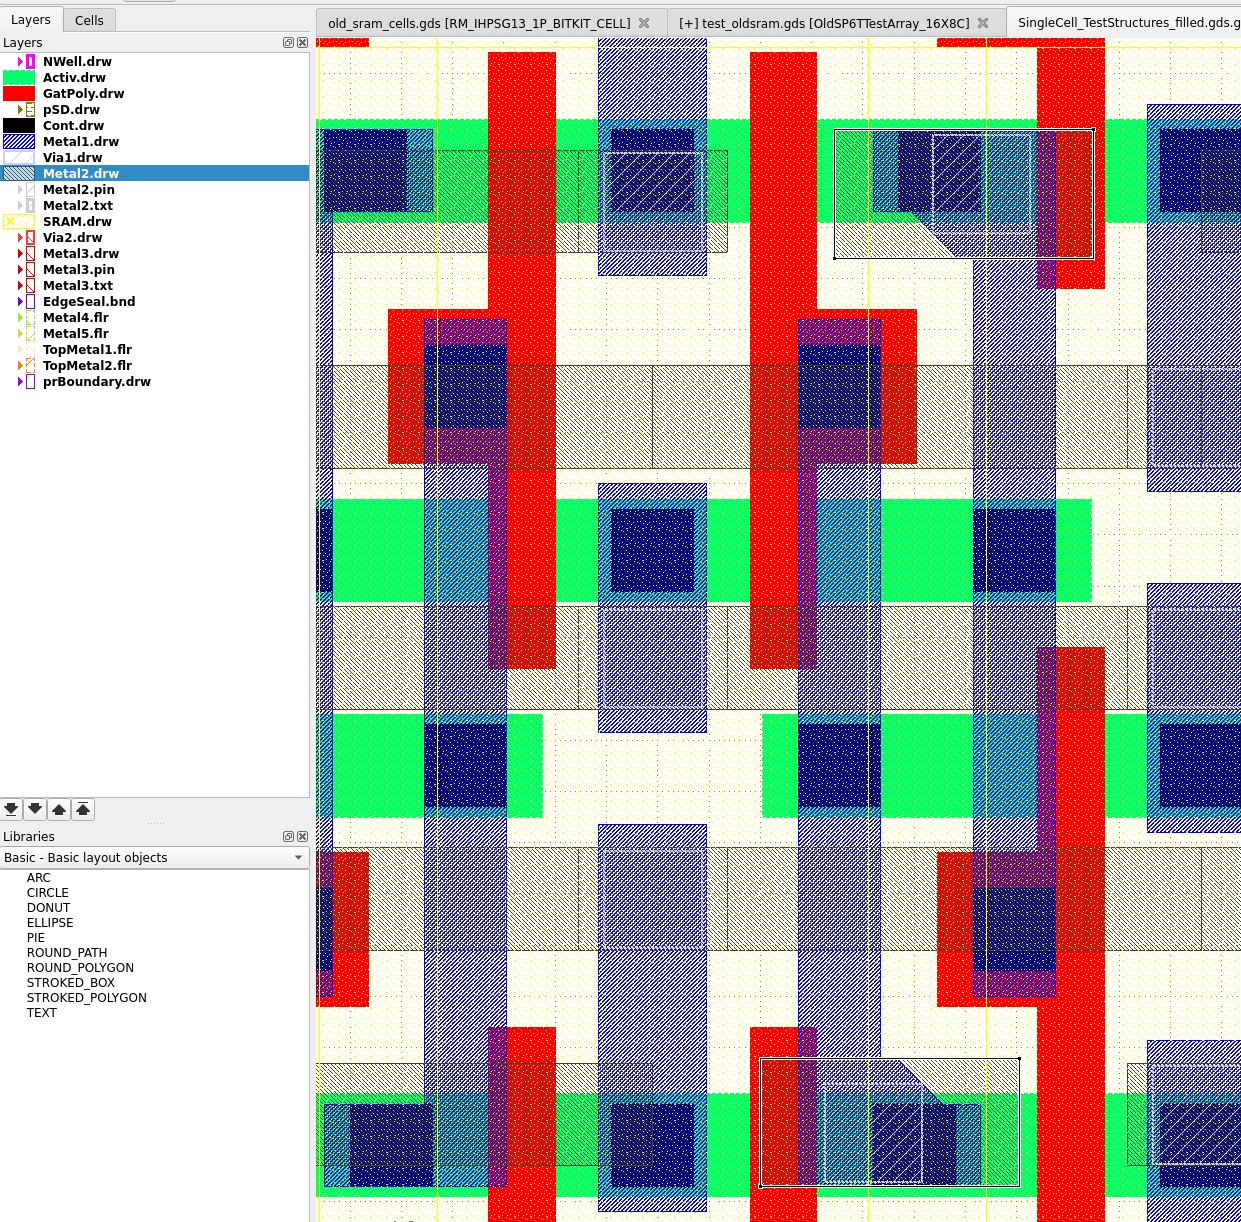 Layers
Cells
old_sram_cells.gds [RM_IHPSG13_1P_BITKIT_CELL]
[+] test_oldsram.gds [OldSP6TTestArray_16X8C]
SingleCell_TestStructures_filled.gds.g
Layers
NWell.drw
Activ.drw
GatPoly.drw
pSD.drw
Cont.drw
Metal1.drw
Via1.drw
Metal2.drw
Metal2.pin
Metal2.txt
SRAM.drw
Via2.drw
Metal3.drw
Metal3.pin
Metal3.txt
EdgeSeal.bnd
Metal4.flr
Metal5.flr
TopMetal1.flr
TopMetal2.flr
prBoundary.drw
Libraries
Basic - Basic layout objects
ARC
CIRCLE
DONUT
ELLIPSE
PIE
ROUND_PATH
ROUND_POLYGON
STROKED_BOX
STROKED_POLYGON
TEXT